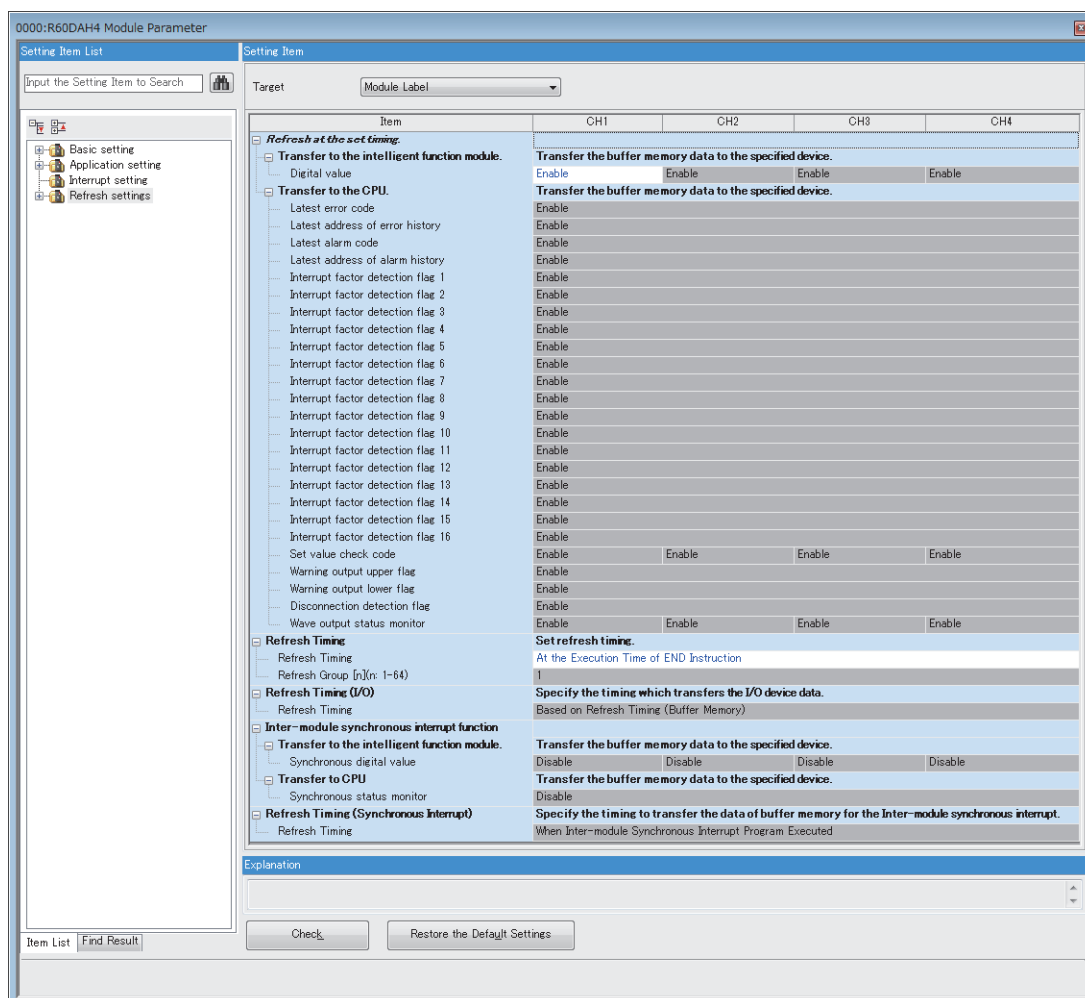 0000:R60DAH4 Module Parameter
Setting Item List
Input the Setting Item to Search
Basic setting
Application setting
Interrupt setting
Refresh settings
Item List Find Result
Setting Item
Target Module Label
Item CH1 CH2 CH3 CH4
Refresh at the set timing.
Transfer to the intelligent function module. Transfer the buffer memory data to the specified device.
Digital value Enable Enable Enable Enable
Transfer to the CPU. Transfer the buffer memory data to the specified device.
Latest error code Enable
Latest address of error history Enable
Latest alarm code Enable
Latest address of alarm history Enable
Interrupt factor detection flag 1 Enable
Interrupt factor detection flag 2 Enable
Interrupt factor detection flag 3 Enable
Interrupt factor detection flag 4 Enable
Interrupt factor detection flag 5 Enable
Interrupt factor detection flag 6 Enable
Interrupt factor detection flag 7 Enable
Interrupt factor detection flag 8 Enable
Interrupt factor detection flag 9 Enable
Interrupt factor detection flag 10 Enable
Interrupt factor detection flag 11 Enable
Interrupt factor detection flag 12 Enable
Interrupt factor detection flag 13 Enable
Interrupt factor detection flag 14 Enable
Interrupt factor detection flag 15 Enable
Interrupt factor detection flag 16 Enable
Set value check code Enable Enable Enable Enable
Warning output upper flag Enable
Warning output lower flag Enable
Disconnection detection flag Enable
Wave output status monitor Enable Enable Enable Enable
Refresh Timing Set refresh timing.
Refresh Timing At the Execution Time of END Instruction
Refresh Group [n](n: 1-64) 1
Refresh Timing (I/O) Specify the timing which transfers the I/O device data.
Refresh Timing Based on Refresh Timing (Buffer Memory)
Inter-module synchronous interrupt function
Transfer to the intelligent function module. Transfer the buffer memory data to the specified device.
Synchronous digital value Disable Disable Disable Disable
Transfer to CPU Transfer the buffer memory data to the specified device.
Synchronous status monitor Disable
Refresh Timing (Synchronous Interrupt) Specify the timing to transfer the data of buffer memory for the Inter-module synchronous interrupt.
Refresh Timing When Inter-module Synchronous Interrupt Program Executed
Explanation
Check Restore the Default Settings